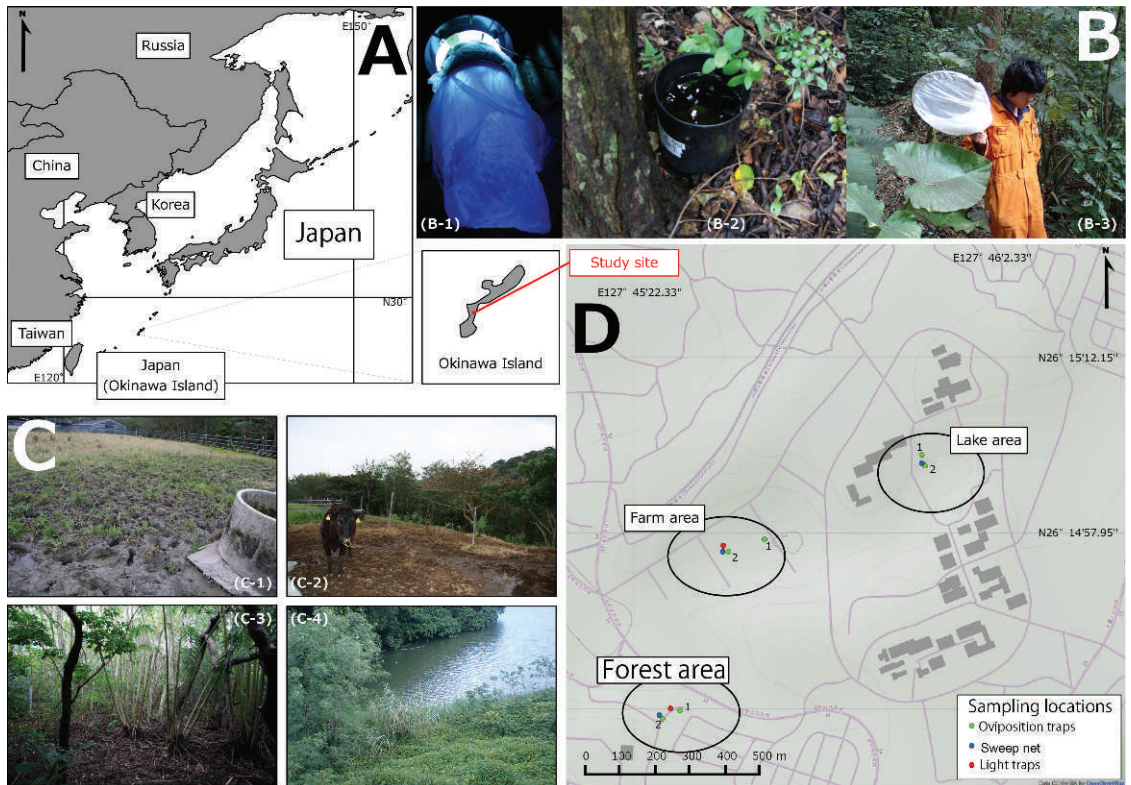 N
E150°
A
Russia
China
Korea
Japan
N30°
Taiwan
E120°
Japan
(Okinawa Island)
Study site
Okinawa Island
(B-1)
(B-2)
B
(B-3)
C
(C-1)
(C-2)
(C-3)
(C-4)
D
N
E127° 46'2.33"
E127° 45'22.33"
N26° 15'12.15"
Lake area
1
2
Farm area
N26° 14'57.95"
1
2
Forest area
1
2
0 100 200 300 400 500 m
Sampling locations
Oviposition traps
Sweep net
Light traps